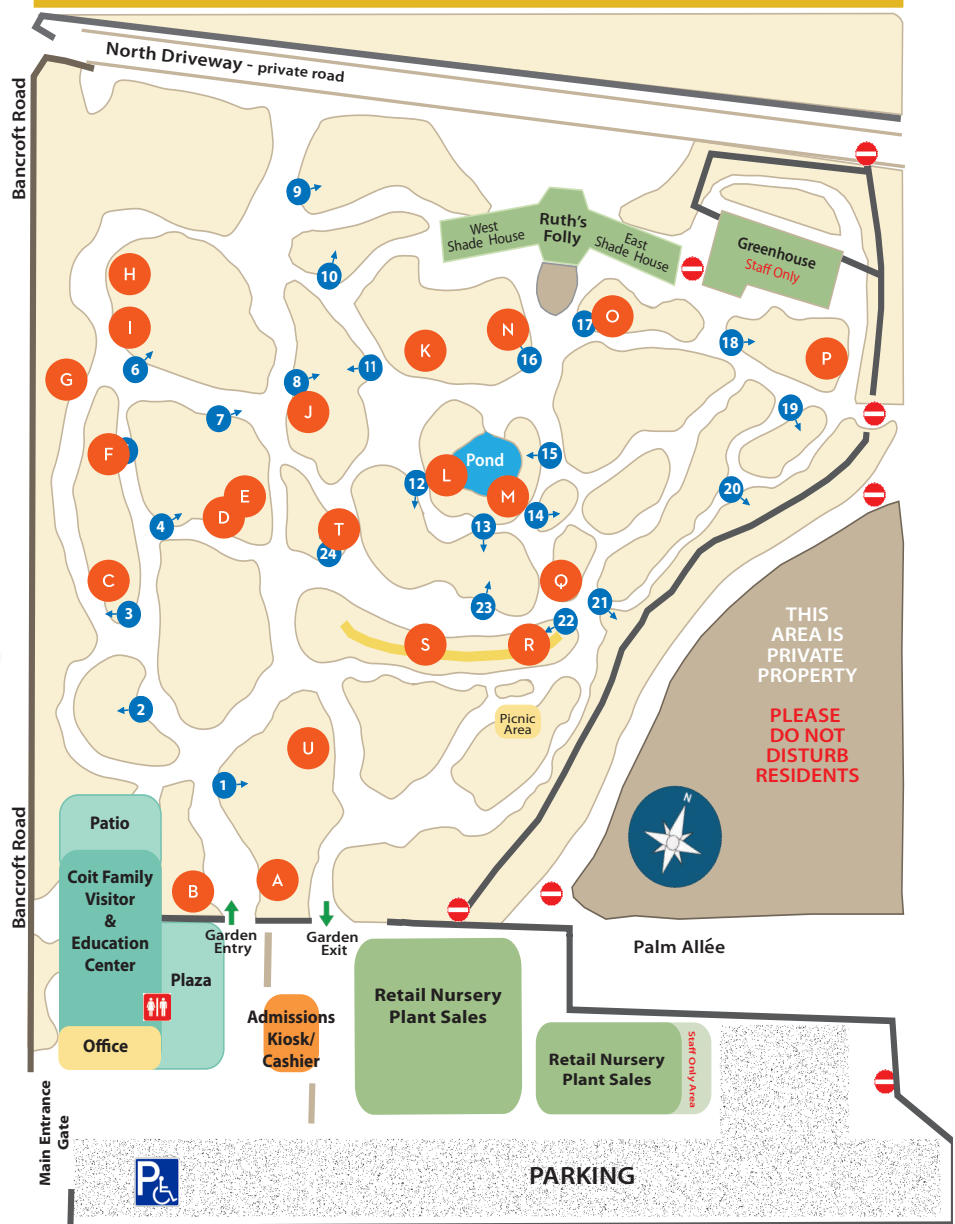 North Driveway – private road
Bancroft Road
9
West
Shade House
Ruth's
Folly
East
Shade House
Greenhouse
Staff Only
10
H
I
6
G
K
N
16
17
O
18
P
11
8
J
7
19
F
Pond
15
L
12
M
14
13
20
E
D
4
T
24
C
3
Q
23
21
22
S
R
2
THIS
AREA IS
PRIVATE
PROPERTY
PLEASE
DO NOT
DISTURB
RESIDENTS
Picnic
Area
U
1
N
Patio
Bancroft Road
Coit Family
Visitor
&
Education
Center
B
A
Garden
Entry
Garden
Exit
Palm Allée
Plaza
Office
Admissions
Kiosk/
Cashier
Retail Nursery
Plant Sales
Retail Nursery
Plant Sales
Staff Only Area
Main Entrance
Gate
P
PARKING